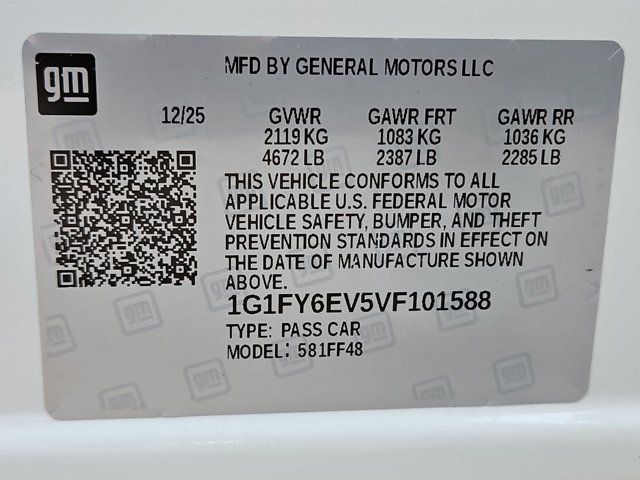 gm
MFD BY GENERAL MOTORS LLC
12/25 GVWR GAWR FRT GAWR RR
2119 KG 1083 KG 1036 KG
4672 LB 2387 LB 2285 LB
THIS VEHICLE CONFORMS TO ALL
APPLICABLE U.S. FEDERAL MOTOR
VEHICLE SAFETY, BUMPER, AND THEFT
PREVENTION STANDARDS IN EFFECT ON
THE DATE OF MANUFACTURE SHOWN
ABOVE.
1G1FY6EV5VF101588
TYPE: PASS CAR
MODEL: 581FF48